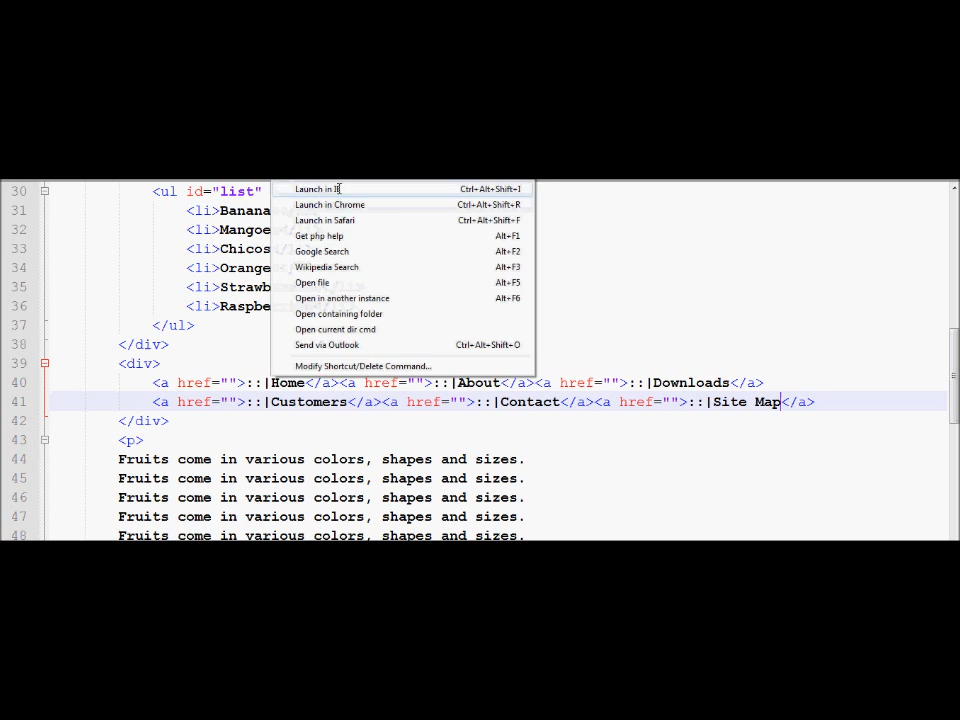 30 <ul id="list"
31 <li>Banana
32 <li>Mangoe
33 <li>Chicos
34 <li>Orange
35 <li>Strawb
36 <li>Raspbe
37 </ul>
38 </div>
39 <div>
40 <a href="">::|Home</a><a href="">::|About</a><a href="">::|Downloads</a>
41 <a href="">::|Customers</a><a href="">::|Contact</a><a href="">::|Site Map</a>
42 </div>
43 <p>
44 Fruits come in various colors, shapes and sizes.
45 Fruits come in various colors, shapes and sizes.
46 Fruits come in various colors, shapes and sizes.
47 Fruits come in various colors, shapes and sizes.
48 Fruits come in various colors, shapes and sizes.
Launch in IE Ctrl+Alt+Shift+I
Launch in Chrome Ctrl+Alt+Shift+R
Launch in Safari Ctrl+Alt+Shift+F
Get php help Alt+F1
Google Search Alt+F2
Wikipedia Search Alt+F3
Open file Alt+F5
Open in another instance Alt+F6
Open containing folder
Open current dir cmd
Send via Outlook Ctrl+Alt+Shift+O
Modify Shortcut/Delete Command...